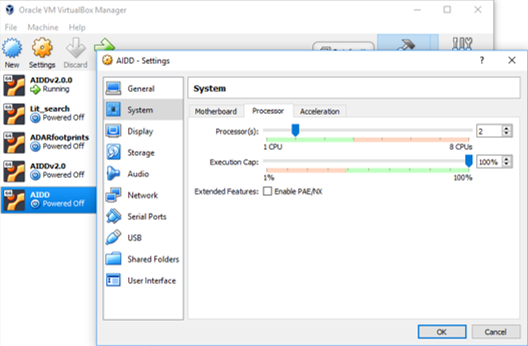 Oracle VM VirtualBox Manager
File Machine Help
New Settings Discard
AIDDv2.0.0
Running
Lit_search
Powered Off
ADARfootprints
Powered Off
AIDDv2.0
Powered Off
AIDD
Powered Off
AIDD - Settings
?
General
System
Display
Storage
Audio
Network
Serial Ports
USB
Shared Folders
User Interface
System
Motherboard Processor Acceleration
Processor(s): 2
1 CPU 8 CPUs
Execution Cap: 100%
1% 100%
Extended Features: Enable PAE/NX
OK Cancel